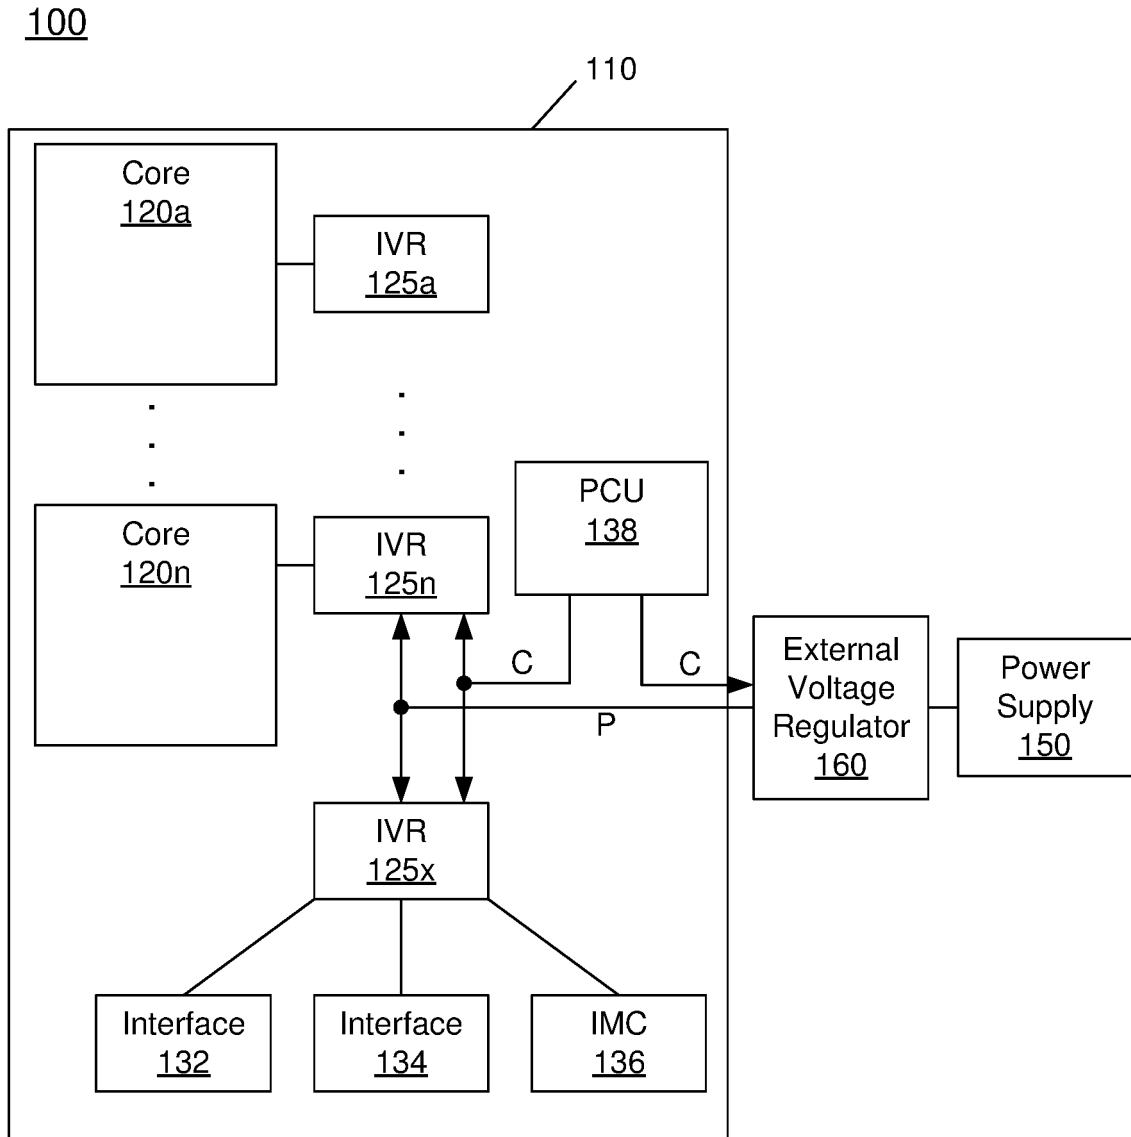 100
110
Core
120a
IVR
125a
Core
120n
IVR
125n
PCU
138
C
C
P
External
Voltage
Regulator
160
Power
Supply
150
IVR
125x
Interface
132
Interface
134
IMC
136